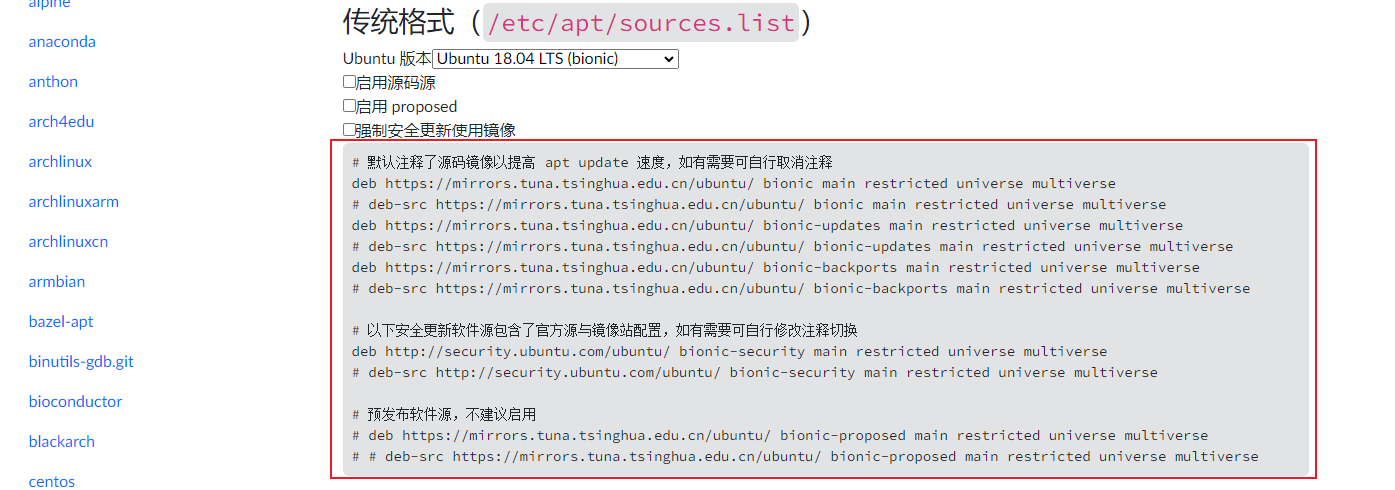 alpine
anaconda
anthon
arch4edu
archlinux
archlinuxarm
archlinuxcn
armbian
bazel-apt
binutils-gdb.git
bioconductor
blackarch
centos
传统格式（/etc/apt/sources.list）
Ubuntu 版本 Ubuntu 18.04 LTS (bionic)
启用源码源
启用 proposed
强制安全更新使用镜像
# 默认注释了源码镜像以提高 apt update 速度，如有需要可自行取消注释
deb https://mirrors.tuna.tsinghua.edu.cn/ubuntu/ bionic main restricted universe multiverse
# deb-src https://mirrors.tuna.tsinghua.edu.cn/ubuntu/ bionic main restricted universe multiverse
deb https://mirrors.tuna.tsinghua.edu.cn/ubuntu/ bionic-updates main restricted universe multiverse
# deb-src https://mirrors.tuna.tsinghua.edu.cn/ubuntu/ bionic-updates main restricted universe multiverse
deb https://mirrors.tuna.tsinghua.edu.cn/ubuntu/ bionic-backports main restricted universe multiverse
# deb-src https://mirrors.tuna.tsinghua.edu.cn/ubuntu/ bionic-backports main restricted universe multiverse
# 以下安全更新软件源包含了官方源与镜像站配置，如有需要可自行修改注释切换
deb http://security.ubuntu.com/ubuntu/ bionic-security main restricted universe multiverse
# deb-src http://security.ubuntu.com/ubuntu/ bionic-security main restricted universe multiverse
# 预发布软件源，不建议启用
# deb https://mirrors.tuna.tsinghua.edu.cn/ubuntu/ bionic-proposed main restricted universe multiverse
# # deb-src https://mirrors.tuna.tsinghua.edu.cn/ubuntu/ bionic-proposed main restricted universe multiverse